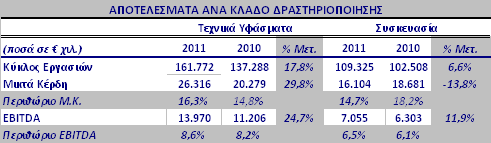 ΑΠΟΤΕΛΕΣΜΑΤΑ ΑΝΑ ΚΛΑΔΟ ΔΡΑΣΤΗΡΙΟΠΟΙΗΣΗΣ
Τεχνικά Υφάσματα Συσκευασία
(ποσά σε € χιλ.) 2011 2010 % Μετ. 2011 2010 % Μετ.
Κύκλος Εργασιών 161.772 137.288 17,8% 109.325 102.508 6,6%
Μικτά Κέρδη 26.316 20.279 29,8% 16.104 18.681 -13,8%
Περιθώριο Μ.Κ. 16,3% 14,8% 14,7% 18,2%
EBITDA 13.970 11.206 24,7% 7.055 6.303 11,9%
Περιθώριο EBITDA 8,6% 8,2% 6,5% 6,1%